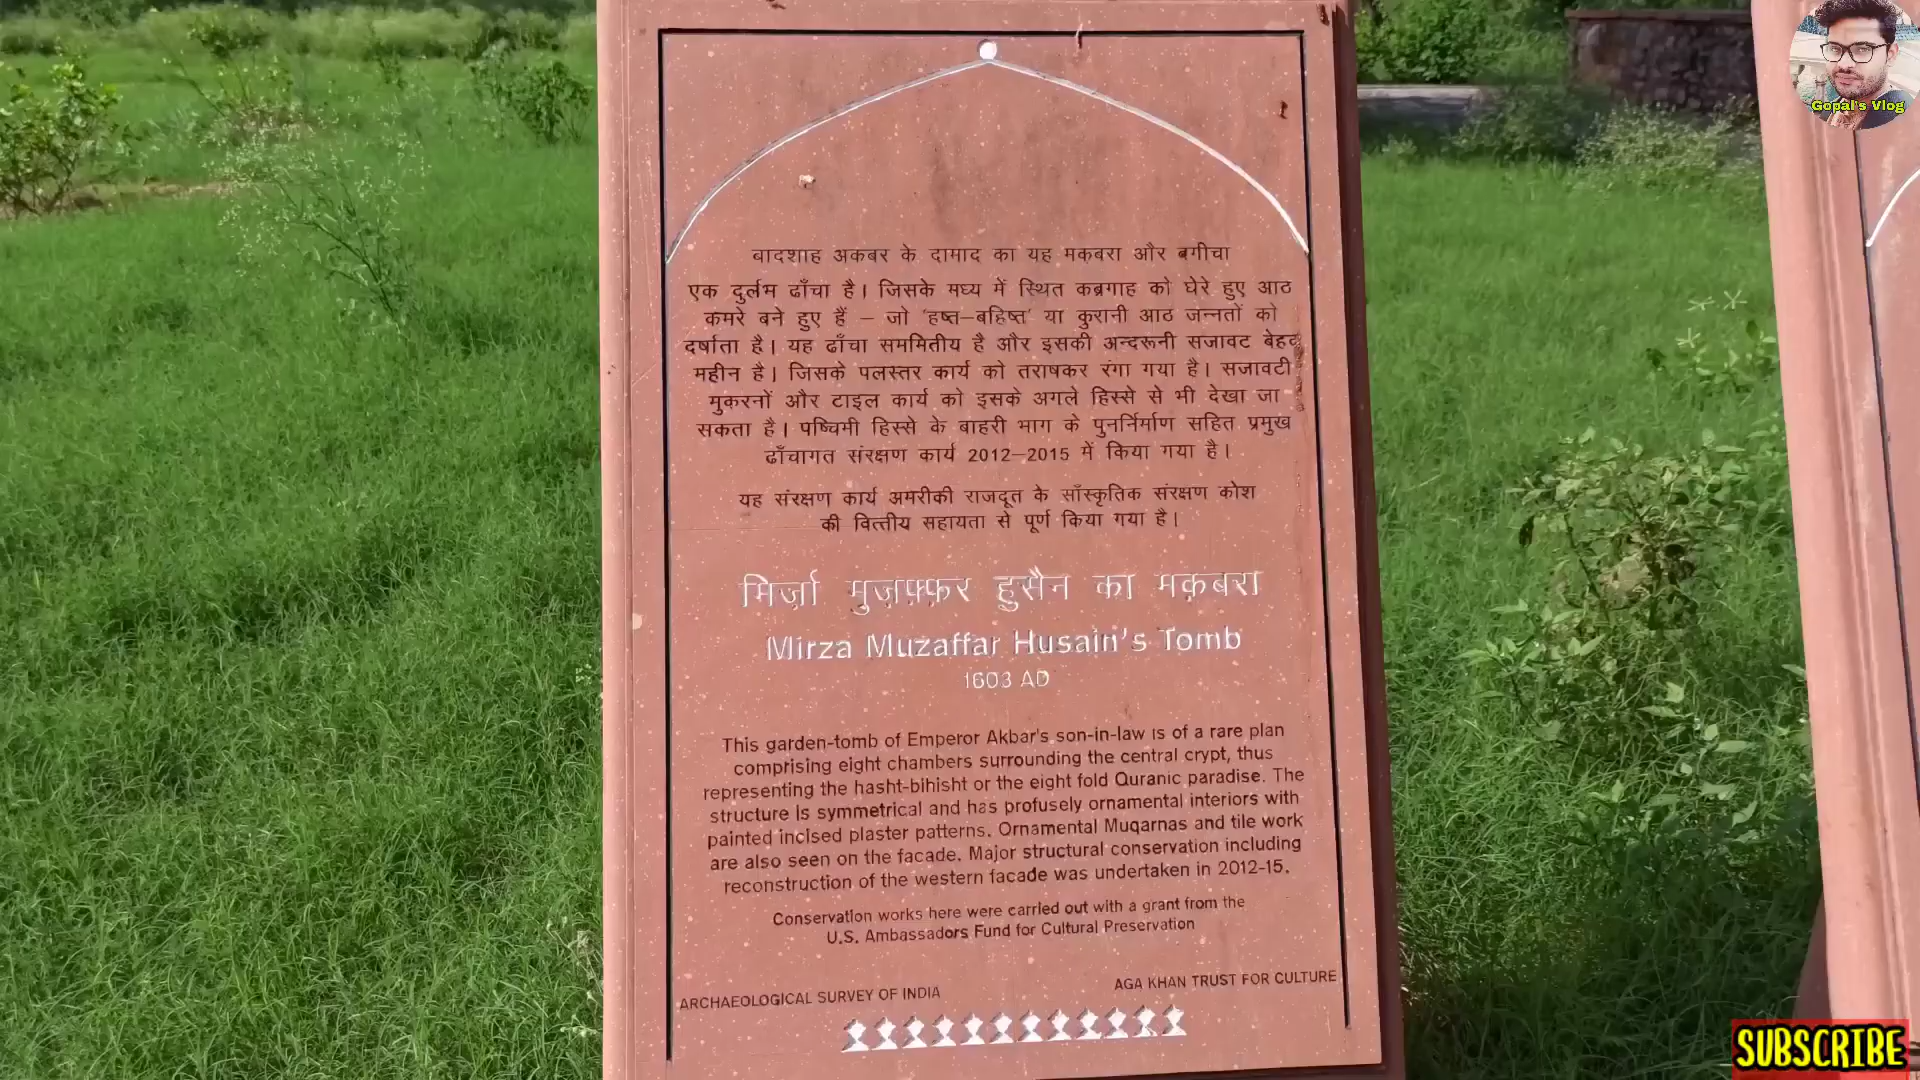 बादशाह अकबर के दामाद का यह मकबरा और बगीचा
एक दुर्लभ ढाँचा है। जिसके मध्य में स्थित कब्रगाह को घेरे हुए आठ
कमरे बने हुए हैं – जो 'हष्त–बहिष्त' या कुरानी आठ जन्नतों को
दर्षाता है। यह ढाँचा सममितीय है और इसकी अन्दरूनी सजावट बेहद
महीन है। जिसके पलस्तर कार्य को तराषकर रंगा गया है। सजावटी
मुकरनों और टाइल कार्य को इसके अगले हिस्से से भी देखा जा
सकता है। पष्चिमी हिस्से के बाहरी भाग के पुनर्निर्माण सहित प्रमुख
ढाँचागत संरक्षण कार्य 2012–2015 में किया गया है।
यह संरक्षण कार्य अमरीकी राजदूत के साँस्कृतिक संरक्षण कोश
की वित्तीय सहायता से पूर्ण किया गया है।
मिर्ज़ा मुज़फ़्फ़र हुसैन का मक़बरा
Mirza Muzaffar Husain's Tomb
1603 AD
This garden-tomb of Emperor Akbar's son-in-law is of a rare plan
comprising eight chambers surrounding the central crypt, thus
representing the hasht-bihisht or the eight fold Quranic paradise. The
structure is symmetrical and has profusely ornamental interiors with
painted incised plaster patterns. Ornamental Muqarnas and tile work
are also seen on the facade. Major structural conservation including
reconstruction of the western facade was undertaken in 2012-15.
Conservation works here were carried out with a grant from the
U.S. Ambassadors Fund for Cultural Preservation
ARCHAEOLOGICAL SURVEY OF INDIA
AGA KHAN TRUST FOR CULTURE
Gopal's Vlog
SUBSCRIBE